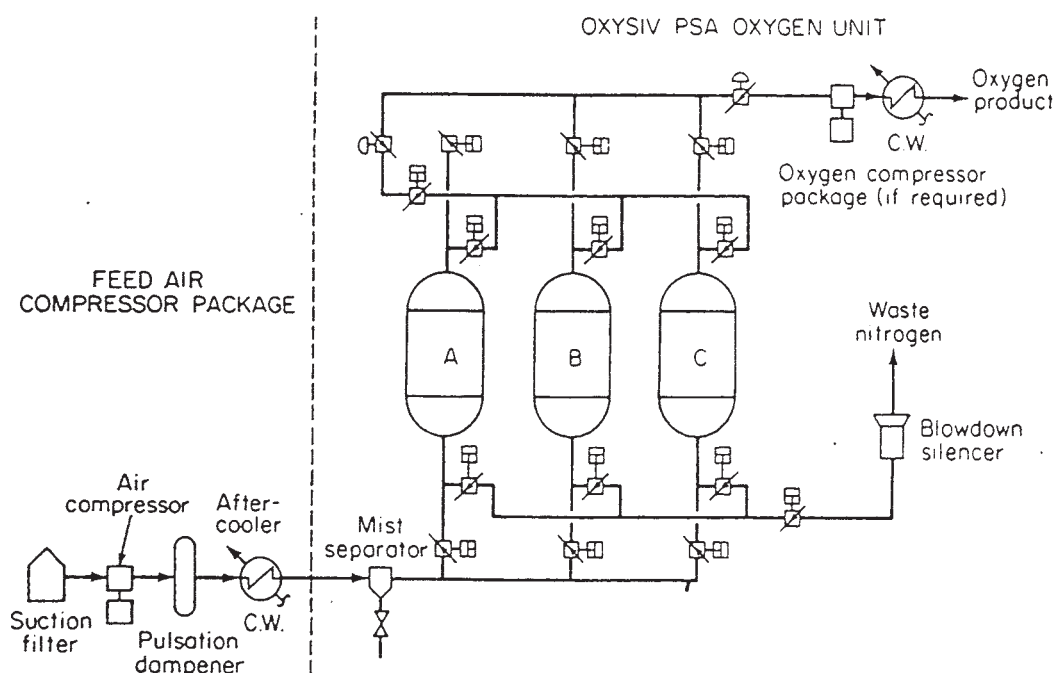 OXYSIV PSA OXYGEN UNIT
Oxygen
product
C.W.
Oxygen compressor
package (if required)
FEED AIR
COMPRESSOR PACKAGE
Waste
nitrogen
A
B
C
Blowdown
silencer
Air
compressor
After-
cooler
Mist
separator
C.W.
Suction
filter
Pulsation
dampener